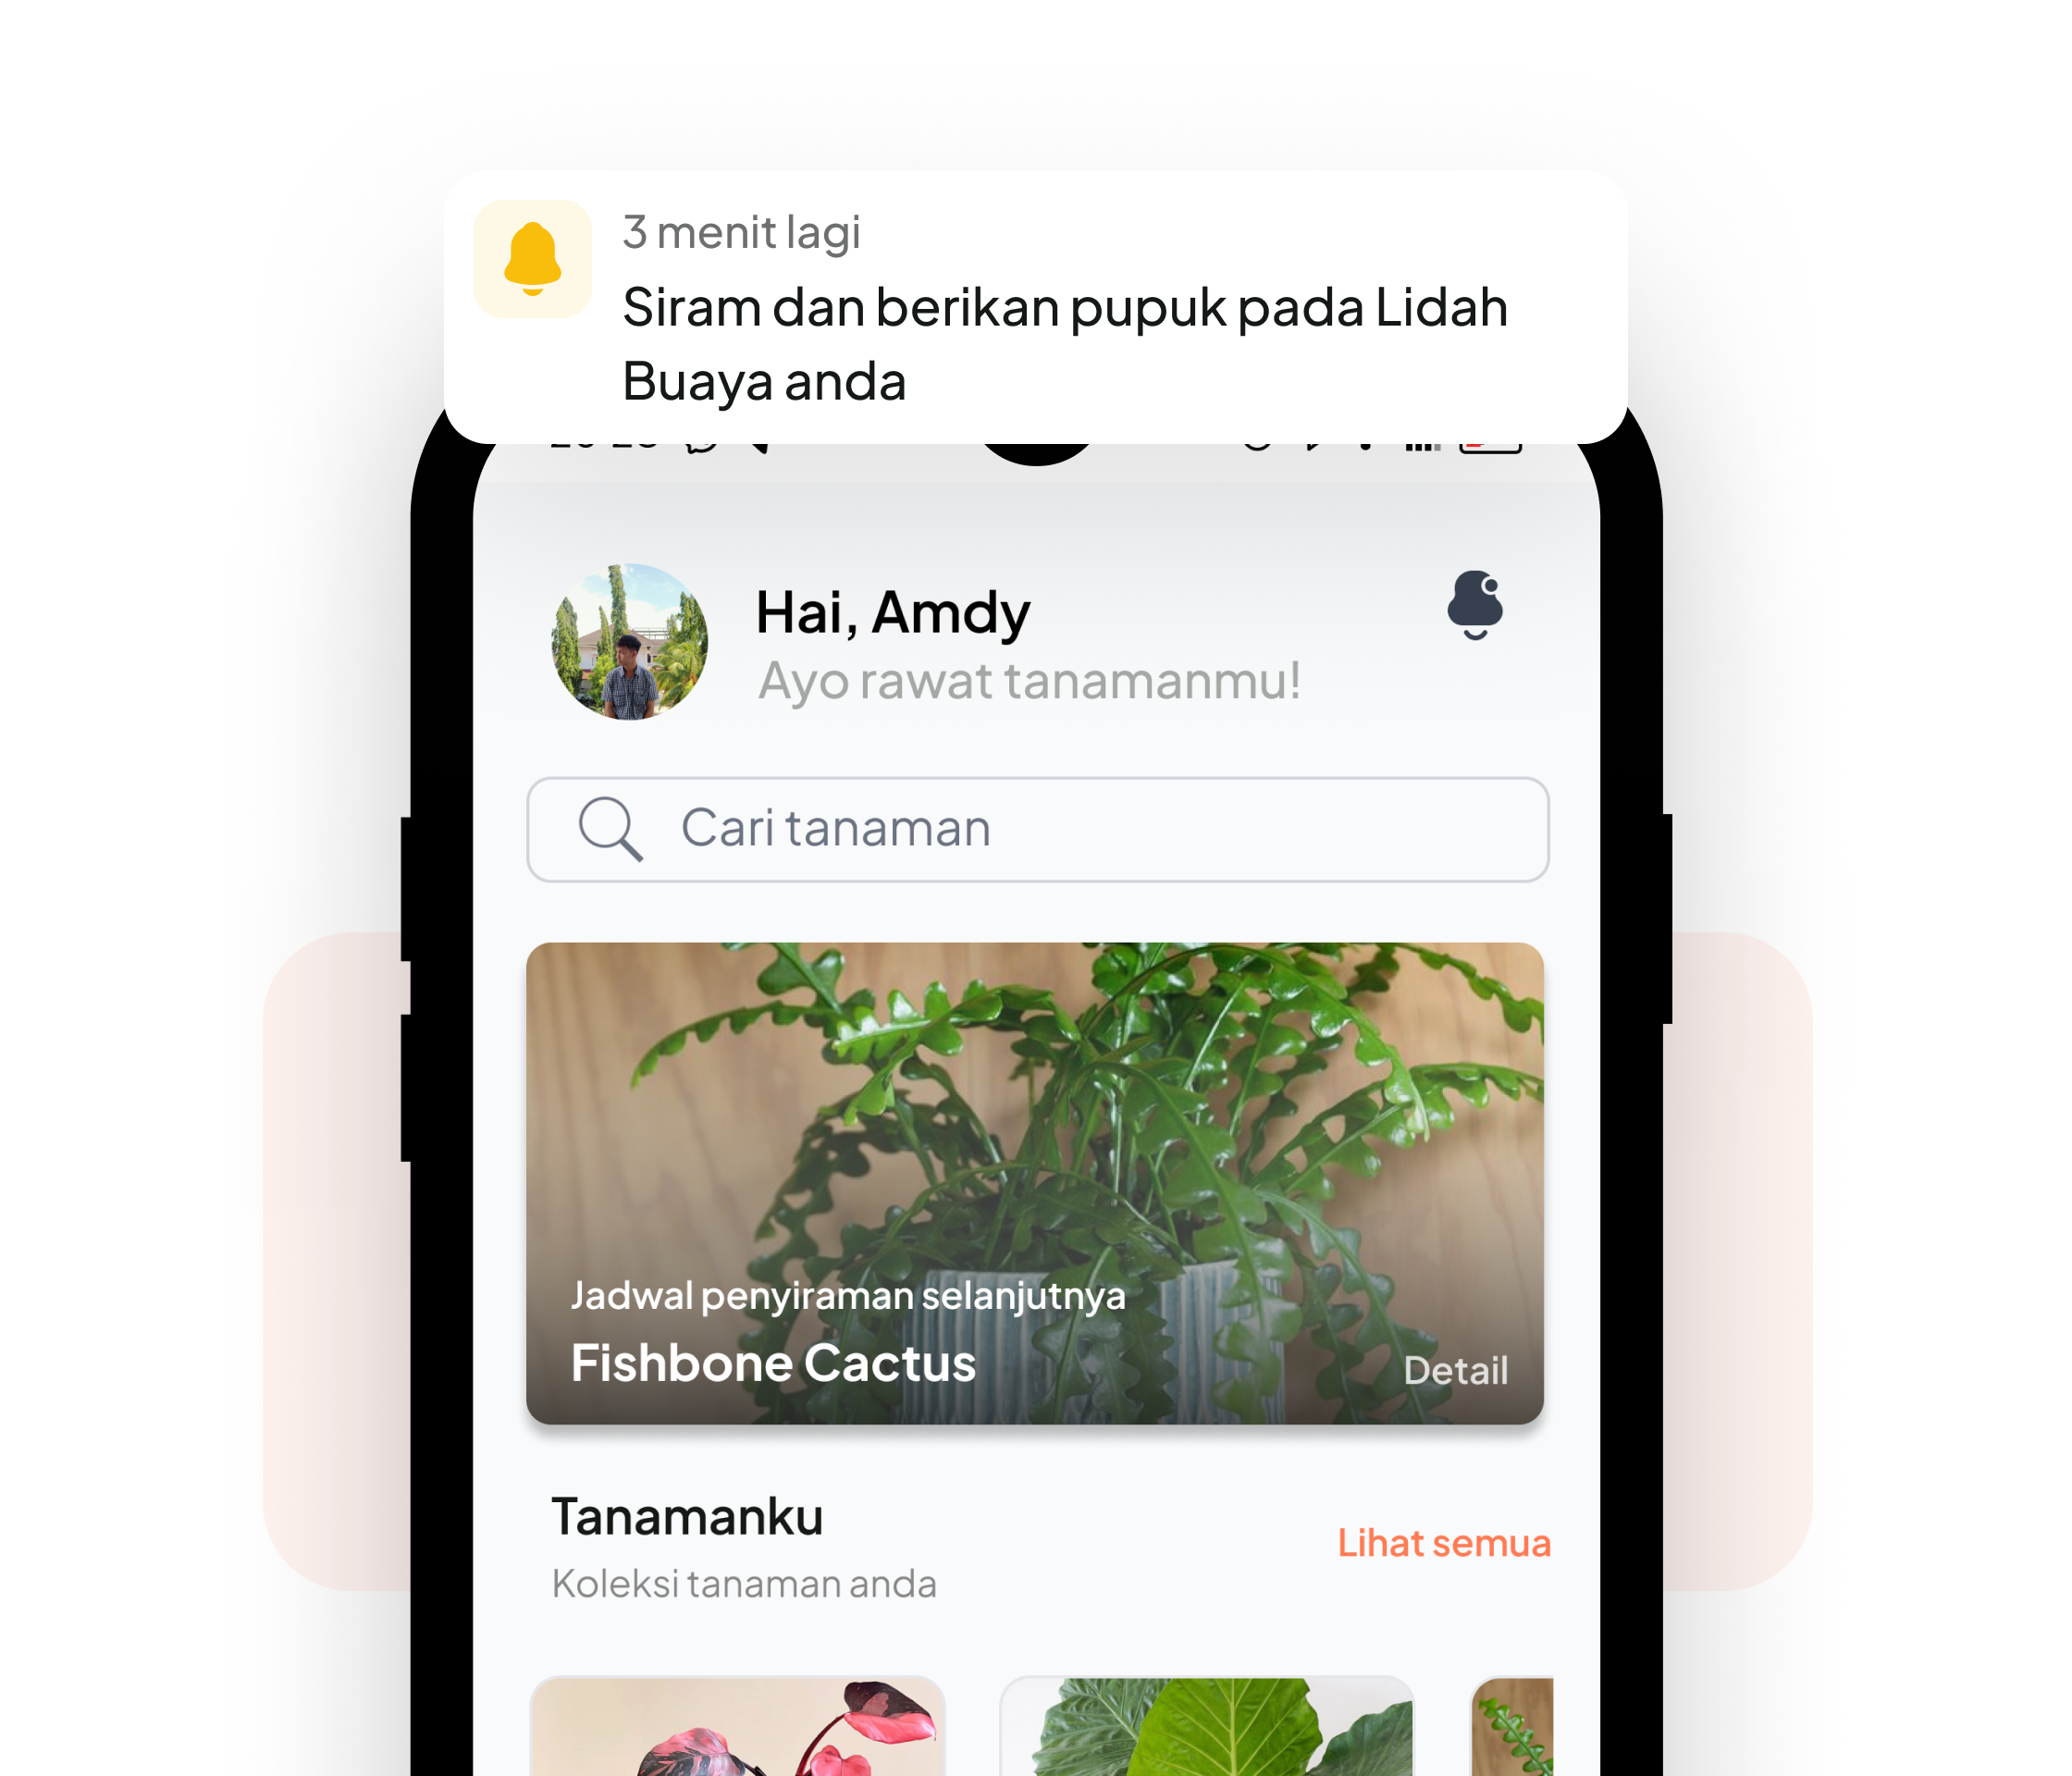 3 menit lagi
Siram dan berikan pupuk pada Lidah
Buaya anda
Hai, Amdy
Ayo rawat tanamanmu!
Cari tanaman
Jadwal penyiraman selanjutnya
Fishbone Cactus
Detail
Tanamanku
Lihat semua
Koleksi tanaman anda